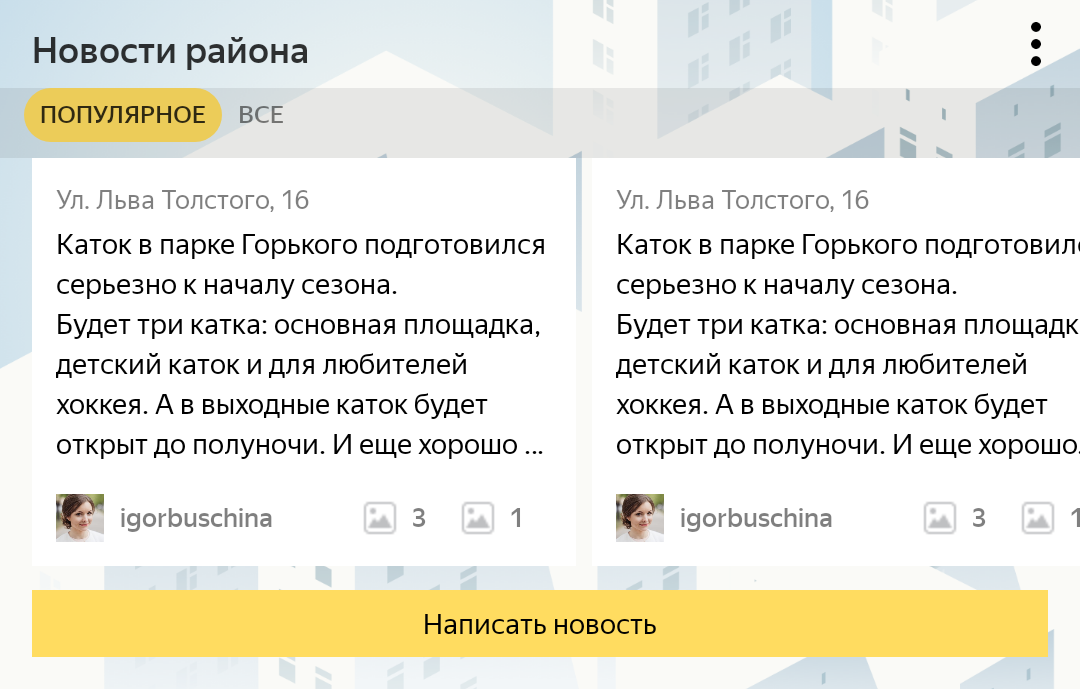 Новости района
ПОПУЛЯРНОЕ ВСЕ
Ул. Льва Толстого, 16
Каток в парке Горького подготовился
серьезно к началу сезона.
Будет три катка: основная площадка,
детский каток и для любителей
хоккея. А в выходные каток будет
открыт до полуночи. И еще хорошо ...
igorbuschina 3 1
Ул. Льва Толстого, 16
Каток в парке Горького
серьезно к началу сезона.
Будет три катка: основная
детский каток и для любителей
хоккея. А в выходные каток будет
открыт до полуночи. И еще хорошо
igorbuschina 3 1
Написать новость